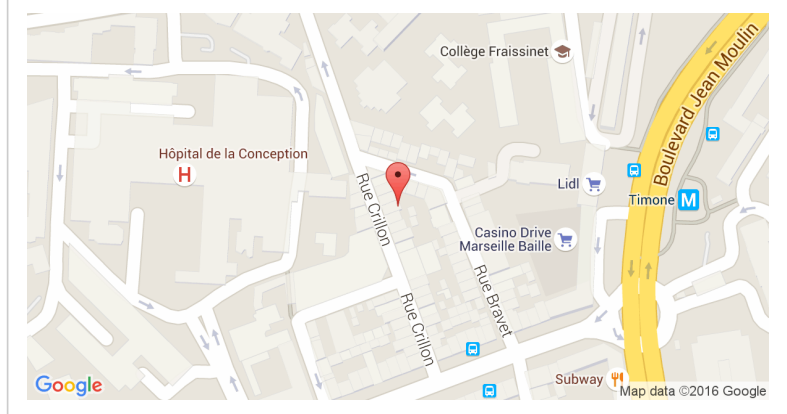 Collège Fraissinet
Boulevard Jean Moulin
Hôpital de la Conception
H
Rue Crillon
Lidl
Timone M
Casino Drive
Marseille Baille
Rue Bravet
Rue Crillon
Subway
Google
Map data ©2016 Google